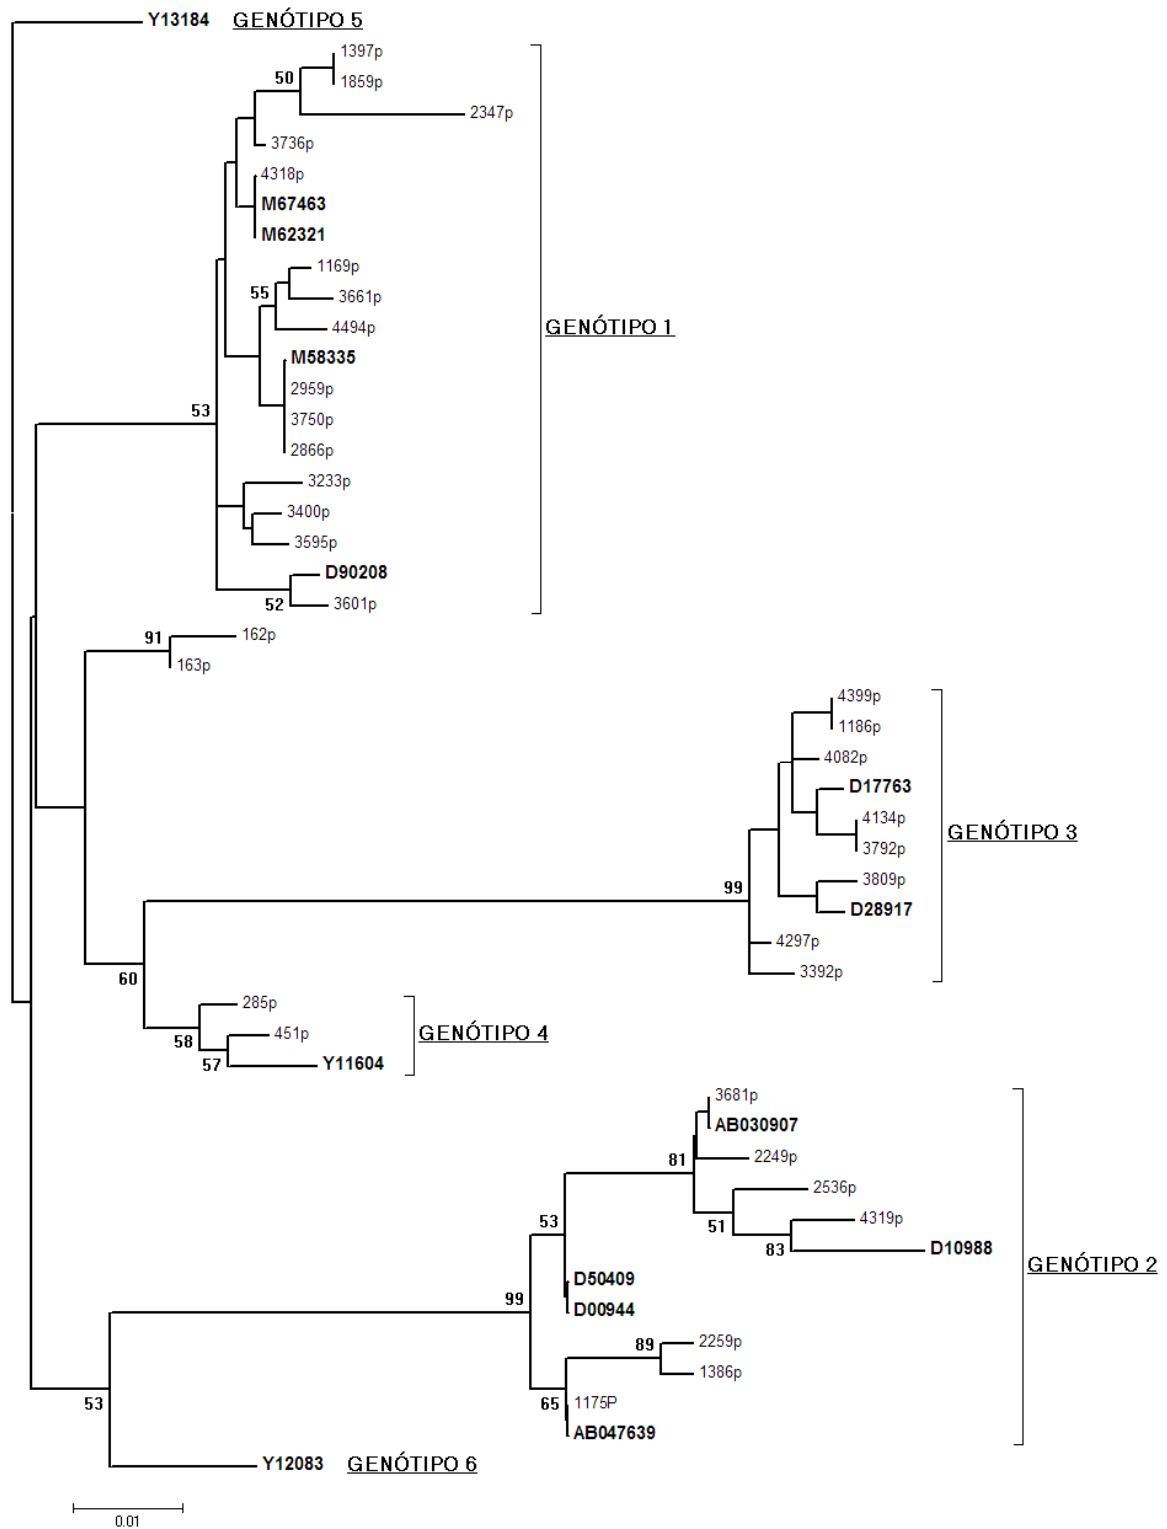 Y13184 GENÓTIPO 5
1397p
50
1859p
2347p
3736p
4318p
M67463
M62321
1169p
55
3661p
4494p
GENÓTIPO 1
M58335
2959p
53
3750p
2866p
3233p
3400p
3595p
D90208
52
3601p
91
162p
163p
4399p
1186p
4082p
D17763
4134p
GENÓTIPO 3
3792p
3809p
99
D28917
4297p
60
3392p
285p
58
451p
GENÓTIPO 4
57
Y11604
3681p
AB030907
81
2249p
2536p
53
51
4319p
83
D10988
GENÓTIPO 2
D50409
99
D00944
89
2259p
1386p
53
65
1175P
AB047639
Y12083 GENÓTIPO 6
0.01